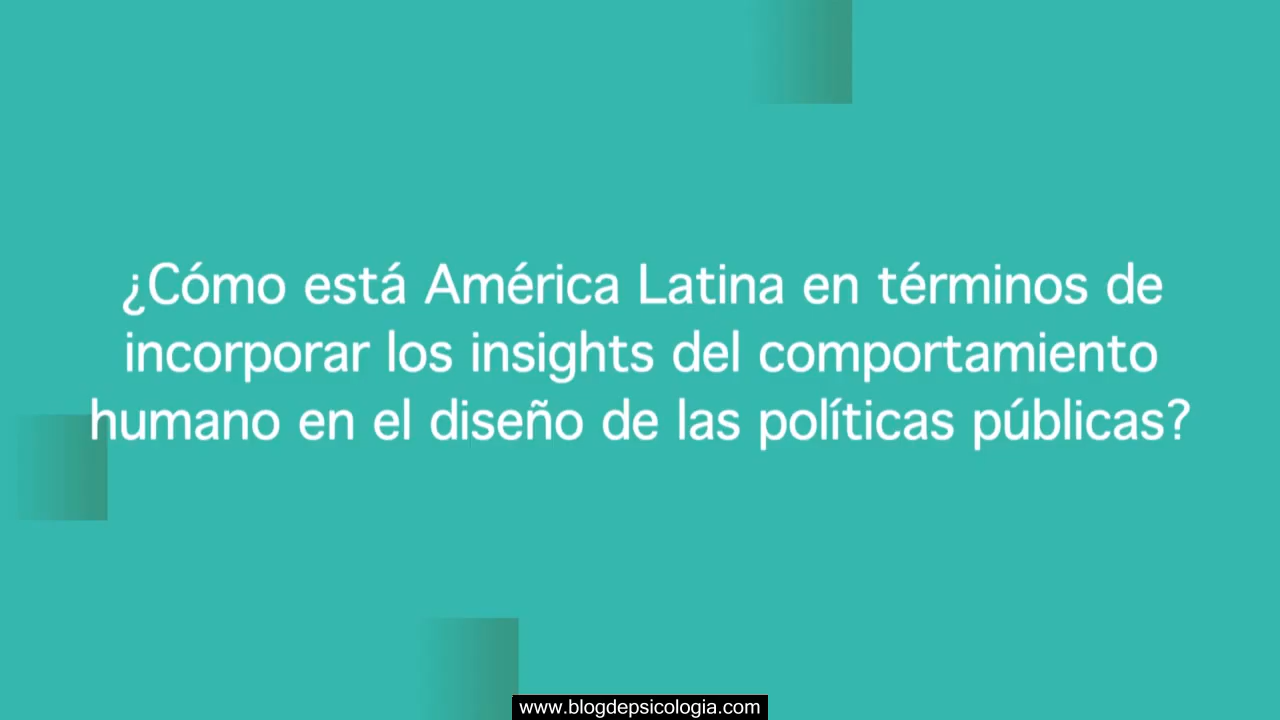 ¿Cómo está América Latina en términos de
incorporar los insights del comportamiento
humano en el diseño de las políticas públicas?
www.blogdepsicologia.com